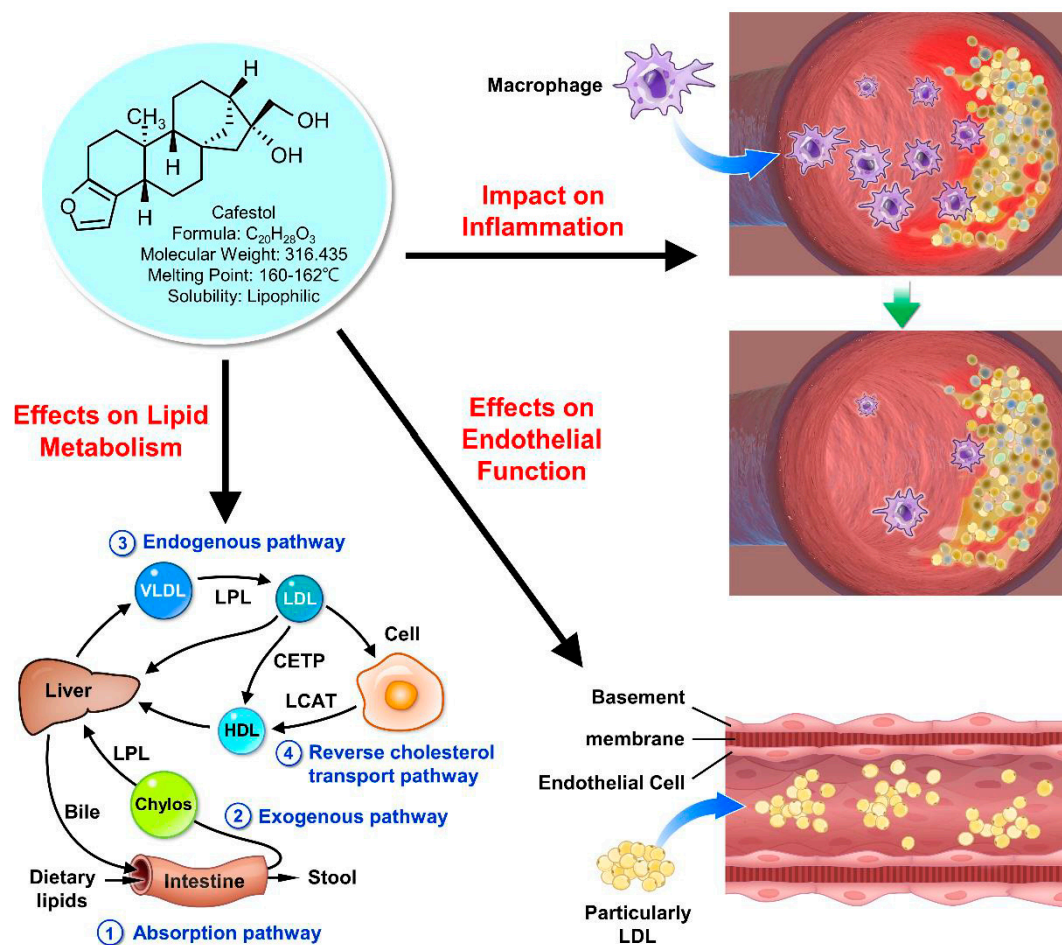 H
CH₃
OH
OH
H
H
O
Cafestol
Formula: C₂₀H₂₈O₃
Molecular Weight: 316.435
Melting Point: 160-162℃
Solubility: Lipophilic
Macrophage
Impact on
Inflammation
Effects on Lipid
Metabolism
Effects on
Endothelial
Function
③ Endogenous pathway
VLDL
LPL
LDL
Cell
CETP
Liver
LCAT
HDL
LPL
④ Reverse cholesterol
transport pathway
Chylos
Bile
② Exogenous pathway
Dietary
lipids
Intestine
Stool
① Absorption pathway
Basement
membrane
Endothelial Cell
Particularly
LDL